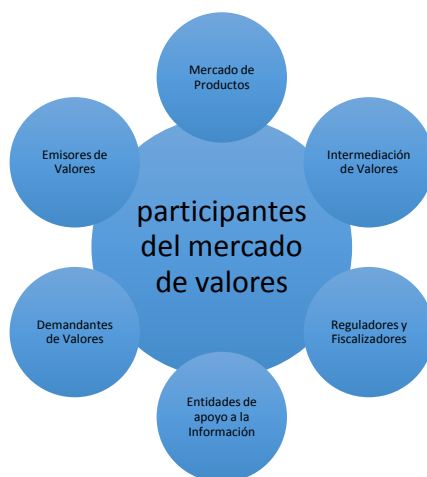 Mercado de
Productos
Emisores de
Valores
Intermediación
de Valores
participantes
del mercado
de valores
Demandantes
de Valores
Reguladores y
Fiscalizadores
Entidades de
apoyo a la
Información